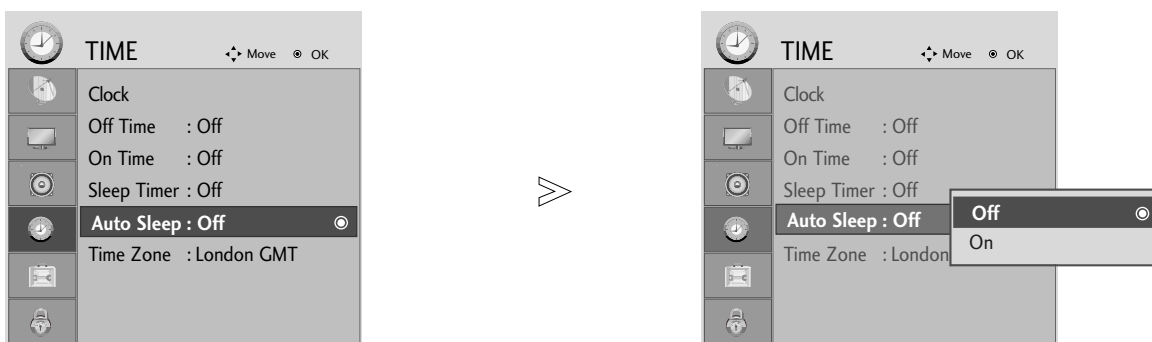 TIME Move OK
Clock
Off Time : Off
On Time : Off
Sleep Timer : Off
Auto Sleep : Off
Time Zone : London GMT
>
TIME Move OK
Clock
Off Time : Off
On Time : Off
Sleep Timer : Off
Auto Sleep : Off
Time Zone : London
Off
On